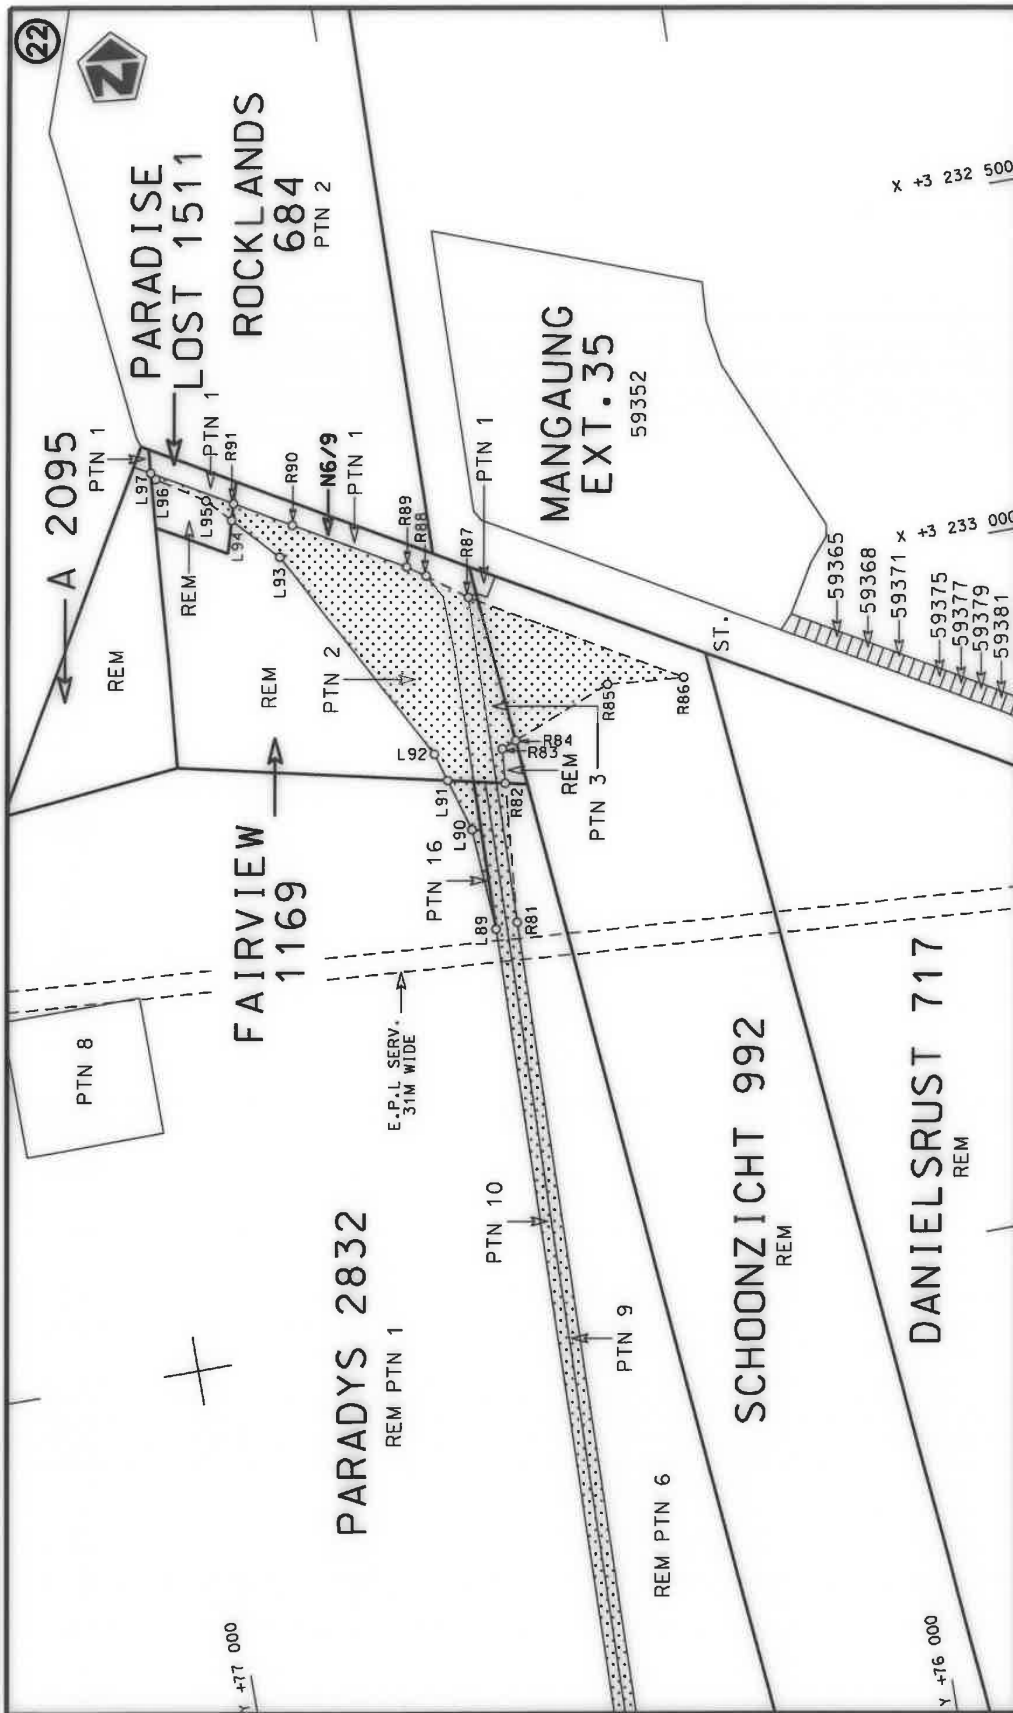 22
N
A 2095
PTN 1
PARADISE
LOST 1511
PTN 1
ROCKLANDS
684
PTN 2
L97
L96
L95
R91
L94
R90
N6/9
PTN 1
L93
R89
R88
R87
PTN 1
REM
REM
REM
PTN 2
FAIRVIEW
1169
L92
L91
L90
PTN 16
L89
R81
R82
R83
R84
R85
R86
REM
PTN 3
ST.
MANGAUNG
EXT.35
59352
X +3 232 500
X +3 233 000
59365
59368
59371
59375
59377
59379
59381
PTN 8
E.P.L SERV.
31M WIDE
PARADYS 2832
REM PTN 1
PTN 10
PTN 9
REM PTN 6
SCHOONZICHT 992
REM
DANIELSRUST 717
REM
Y +77 000
Y +76 000